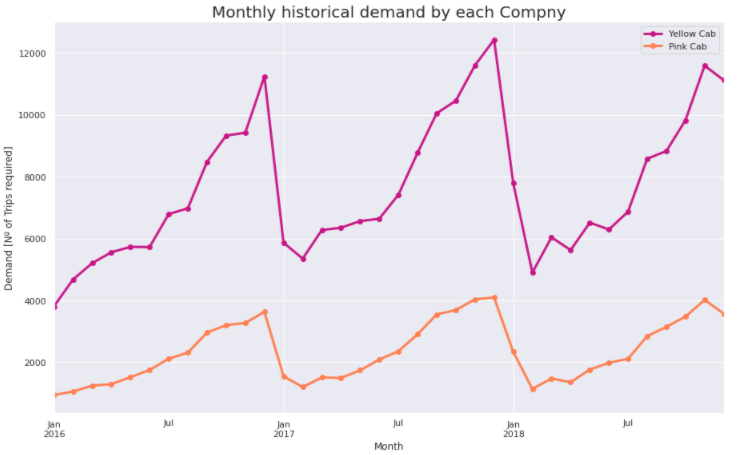 Monthly historical demand by each Compny
Yellow Cab
Pink Cab
Demand [Nº of Trips required]
12000
10000
8000
6000
4000
2000
Jan
2016
Jul
Jan
2017
Jul
Jan
2018
Jul
Month